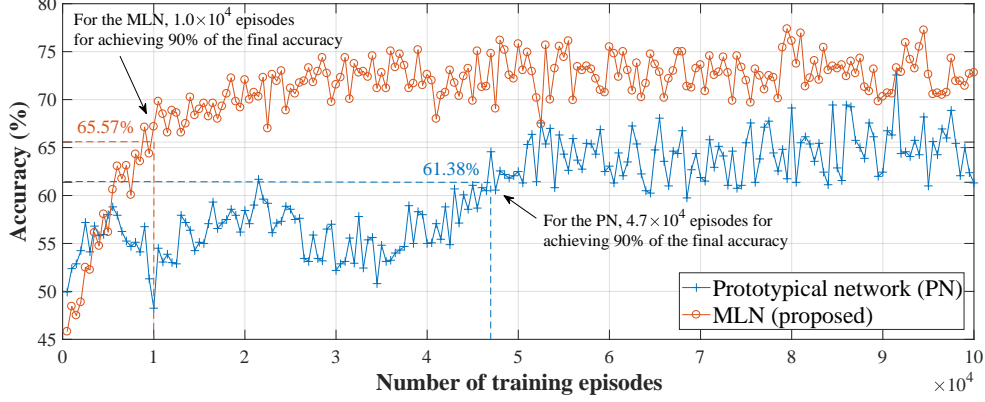 For the MLN, 1.0×10⁴ episodes
for achieving 90% of the final accuracy
65.57%
61.38%
For the PN, 4.7×10⁴ episodes for
achieving 90% of the final accuracy
Prototypical network (PN)
MLN (proposed)
Accuracy (%)
80
75
70
65
60
55
50
45
0
1
2
3
4
5
6
7
8
9
10
Number of training episodes
×10⁴